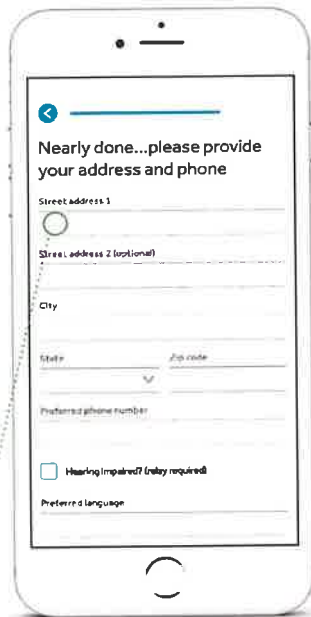 Nearly done...please provide
your address and phone
Street address 1
Street address 2 (optional)
City
State Zip code
Preferred phone number
Hearing Impaired? (relay required)
Preferred language